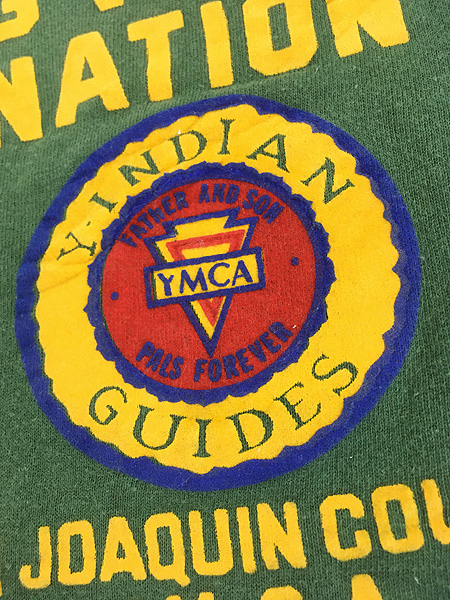 NATION
Y-INDIAN
FATHER AND SON
YMCA
PALS FOREVER
GUIDES
JOAQUIN COU